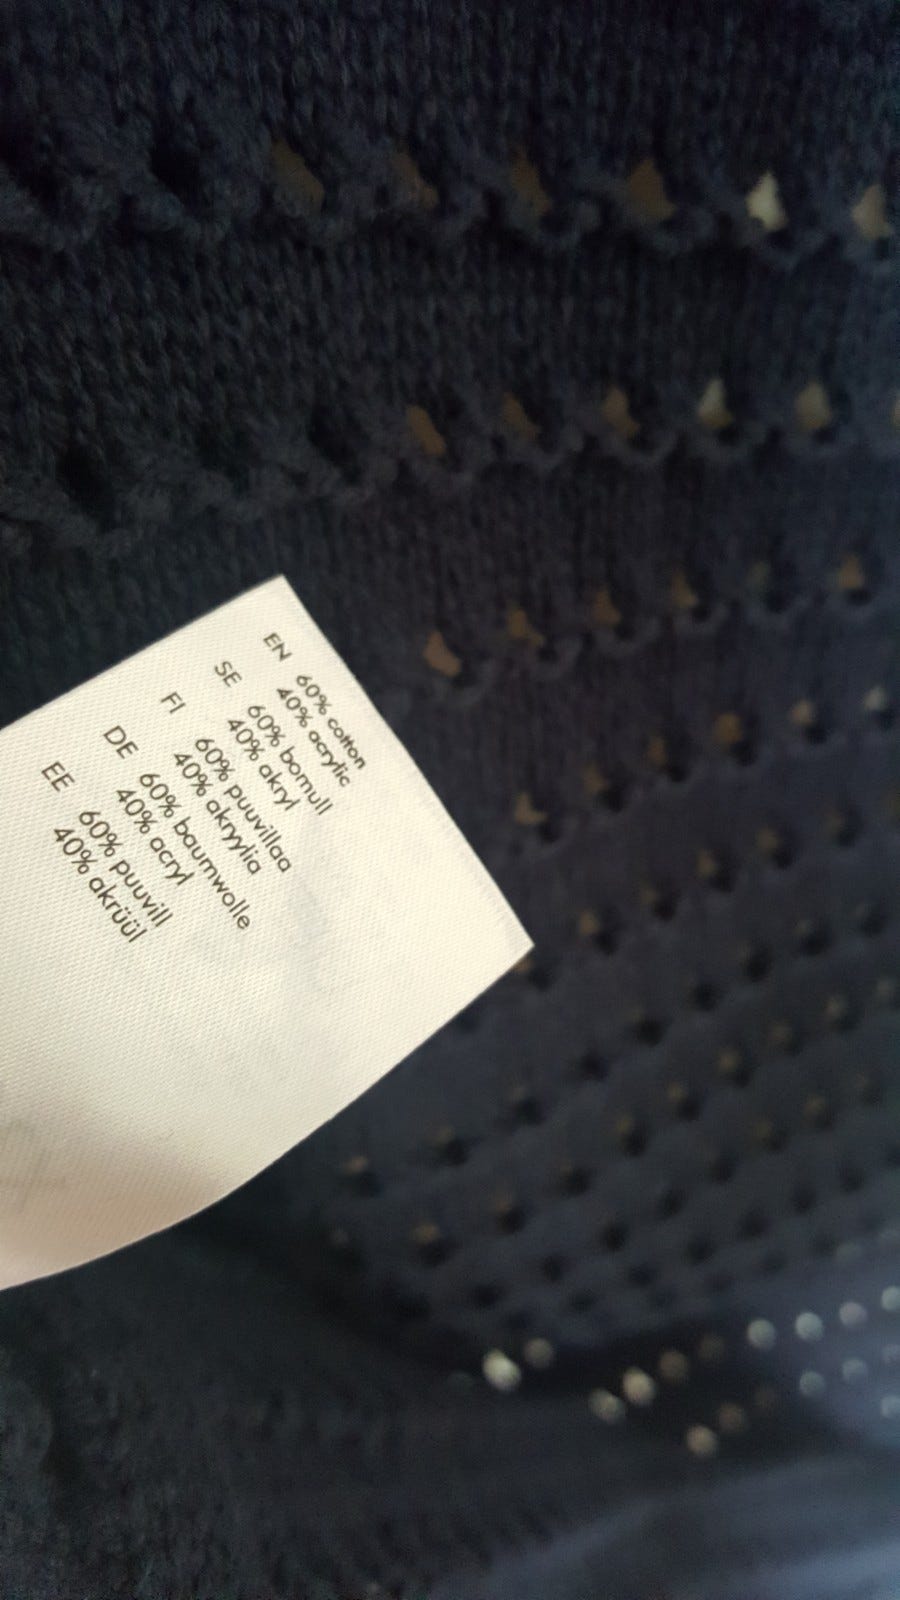 EN 60% cotton
40% acrylic
SE 60% bomull
40% akryl
FI 60% puuvillaa
40% akryylia
DE 60% baumwolle
40% acryl
EE 60% puuvill
40% akrüül